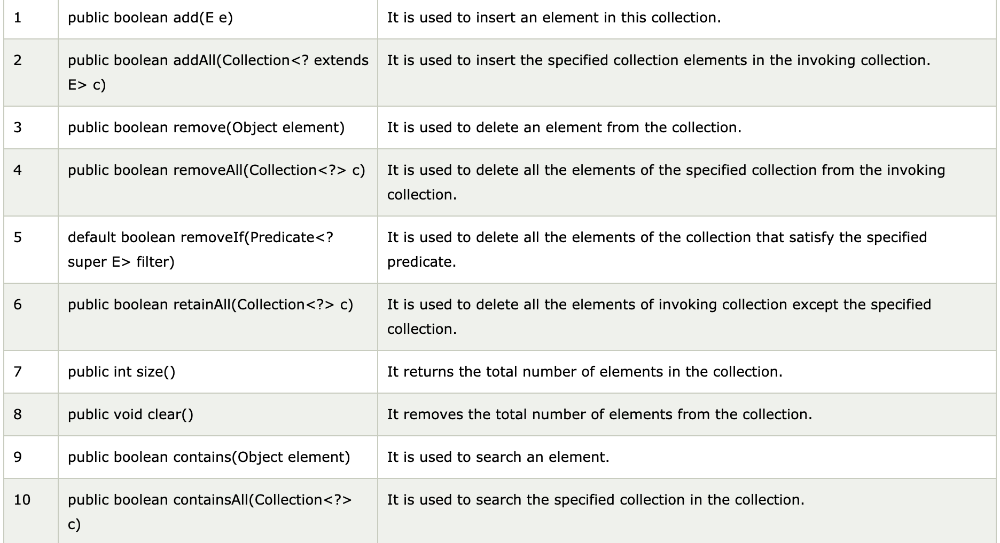 1 public boolean add(E e) It is used to insert an element in this collection.
2 public boolean addAll(Collection<? extends It is used to insert the specified collection elements in the invoking collection.
E> c)
3 public boolean remove(Object element) It is used to delete an element from the collection.
4 public boolean removeAll(Collection<?> c) It is used to delete all the elements of the specified collection from the invoking
collection.
5 default boolean removeIf(Predicate<? It is used to delete all the elements of the collection that satisfy the specified
super E> filter) predicate.
6 public boolean retainAll(Collection<?> c) It is used to delete all the elements of invoking collection except the specified
collection.
7 public int size() It returns the total number of elements in the collection.
8 public void clear() It removes the total number of elements from the collection.
9 public boolean contains(Object element) It is used to search an element.
10 public boolean containsAll(Collection<?> It is used to search the specified collection in the collection.
c)